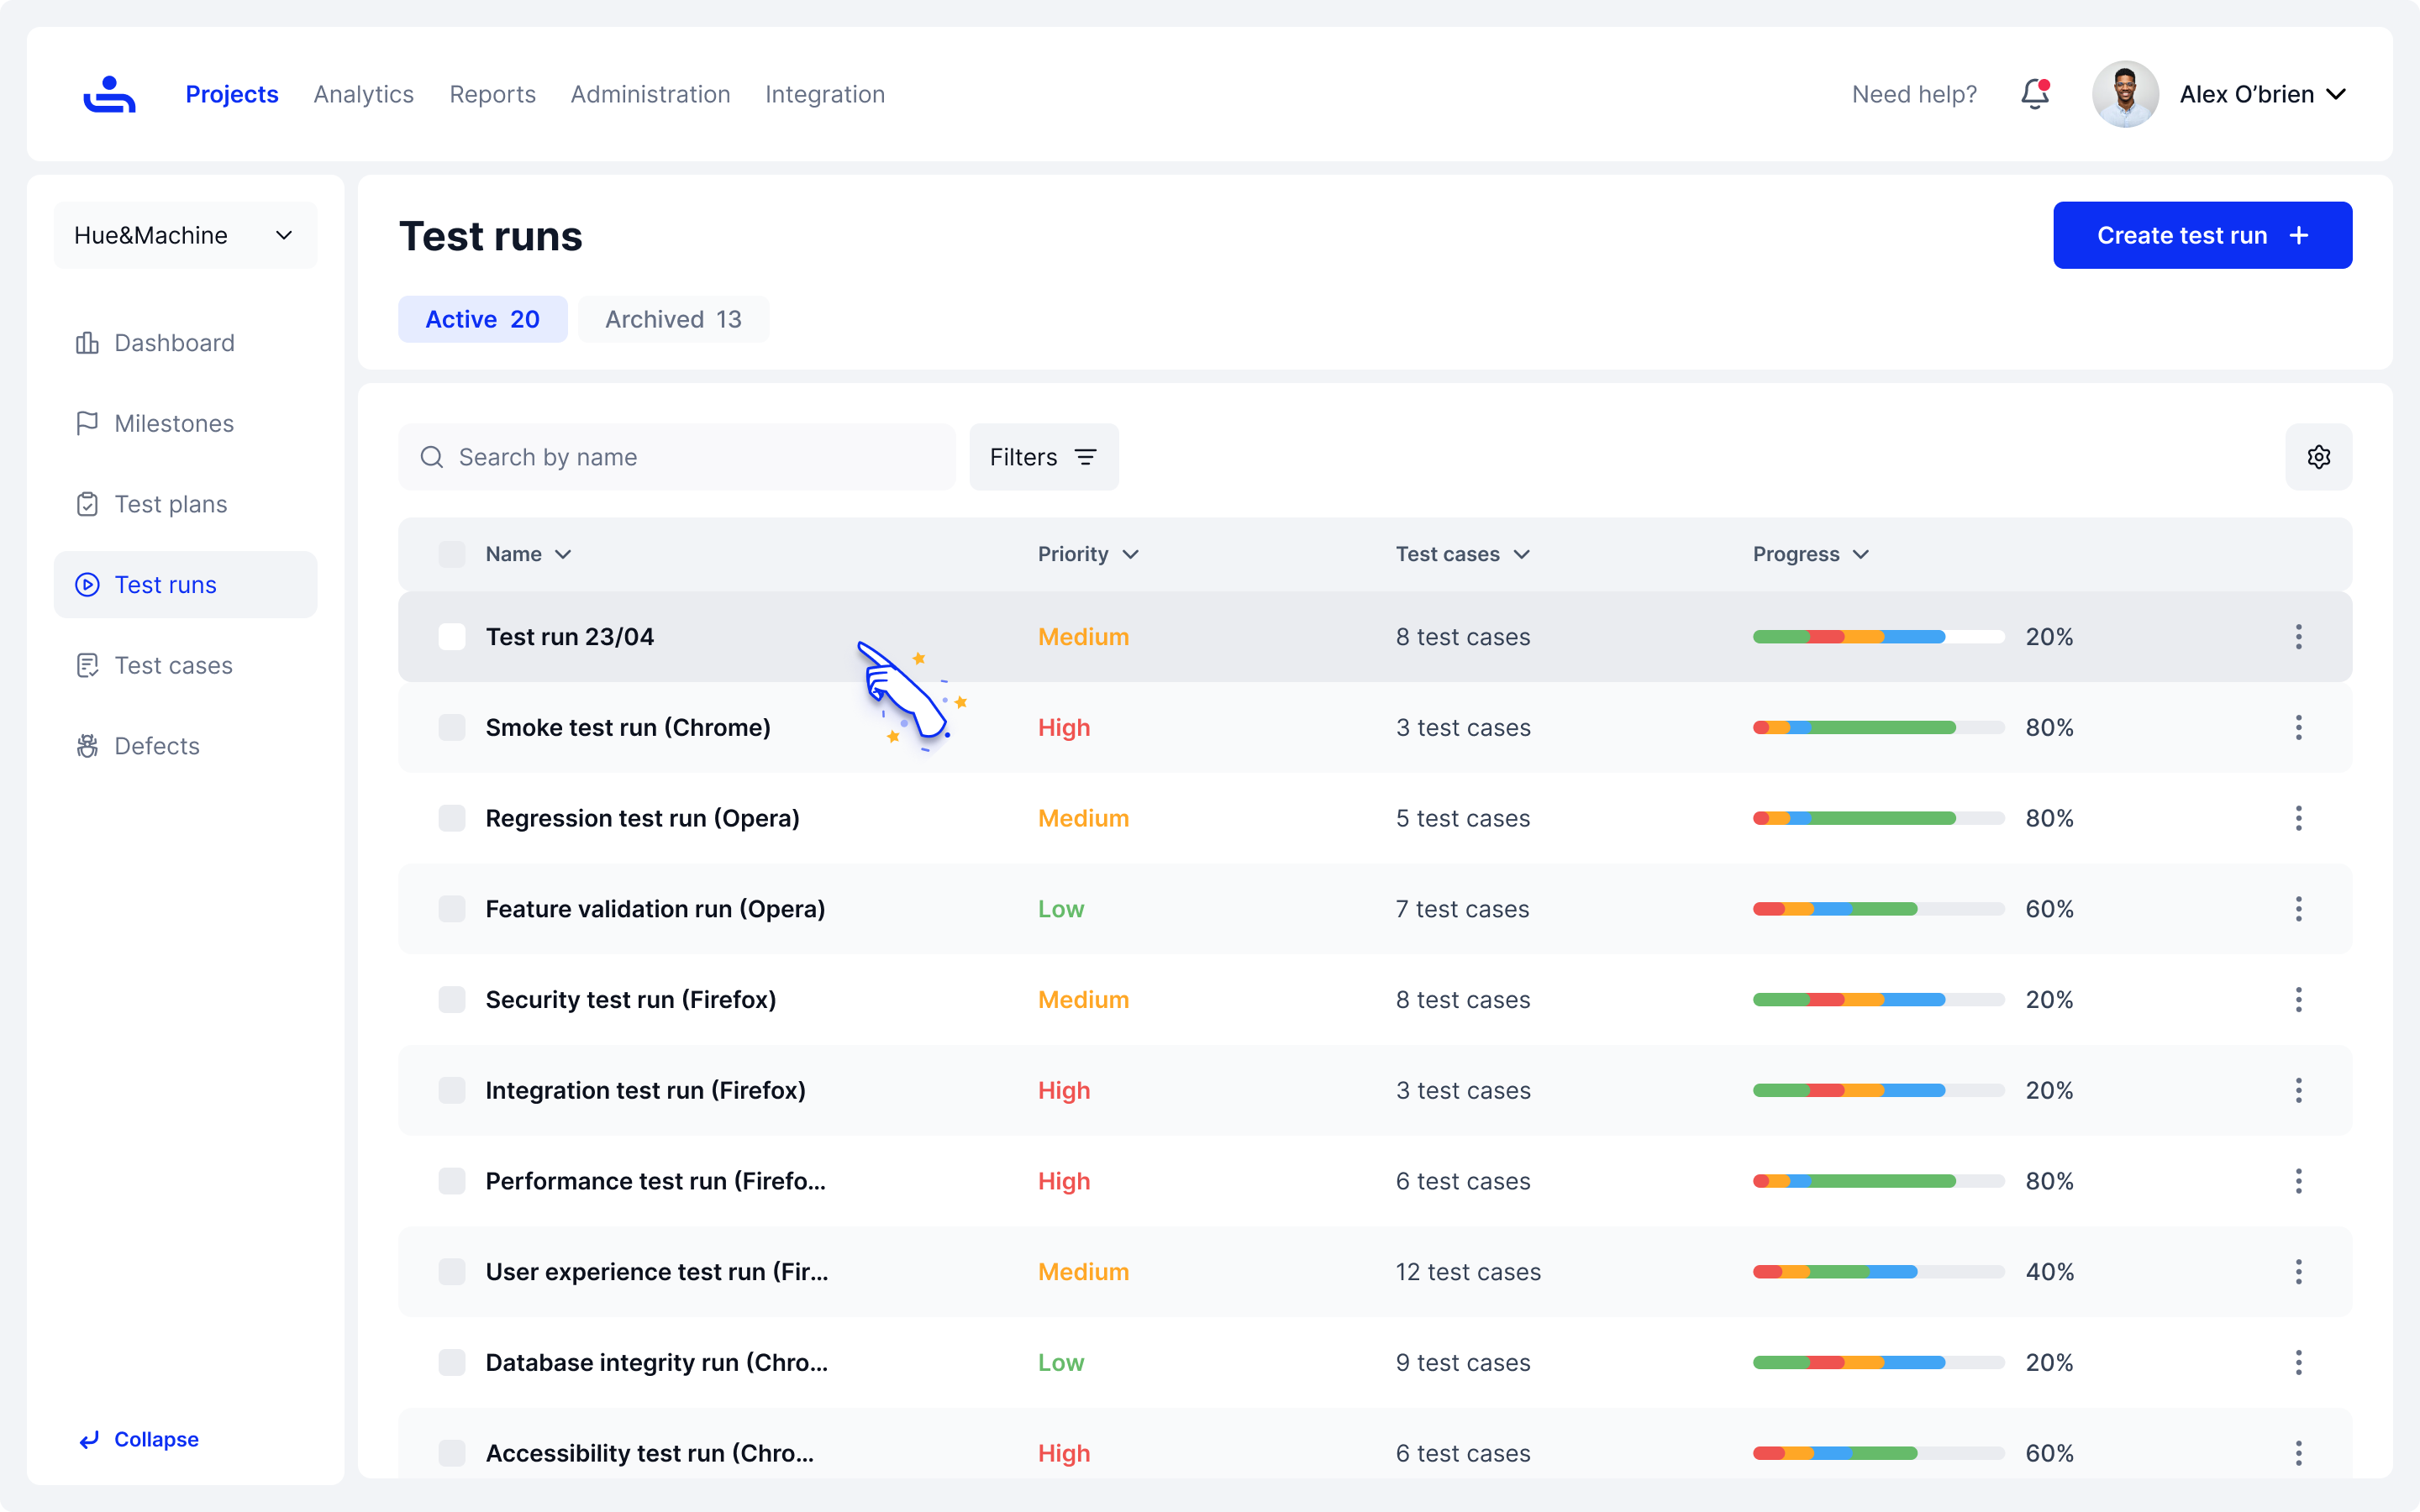 Projects Analytics Reports Administration Integration Need help? Alex O’brien
Hue&Machine
Dashboard
Milestones
Test plans
Test runs
Test cases
Defects
Collapse
Test runs
Create test run
Active 20 Archived 13
Search by name Filters
Name Priority Test cases Progress
Test run 23/04 Medium 8 test cases 20%
Smoke test run (Chrome) High 3 test cases 80%
Regression test run (Opera) Medium 5 test cases 80%
Feature validation run (Opera) Low 7 test cases 60%
Security test run (Firefox) Medium 8 test cases 20%
Integration test run (Firefox) High 3 test cases 20%
Performance test run (Firefo... High 6 test cases 80%
User experience test run (Fir... Medium 12 test cases 40%
Database integrity run (Chro... Low 9 test cases 20%
Accessibility test run (Chro... High 6 test cases 60%